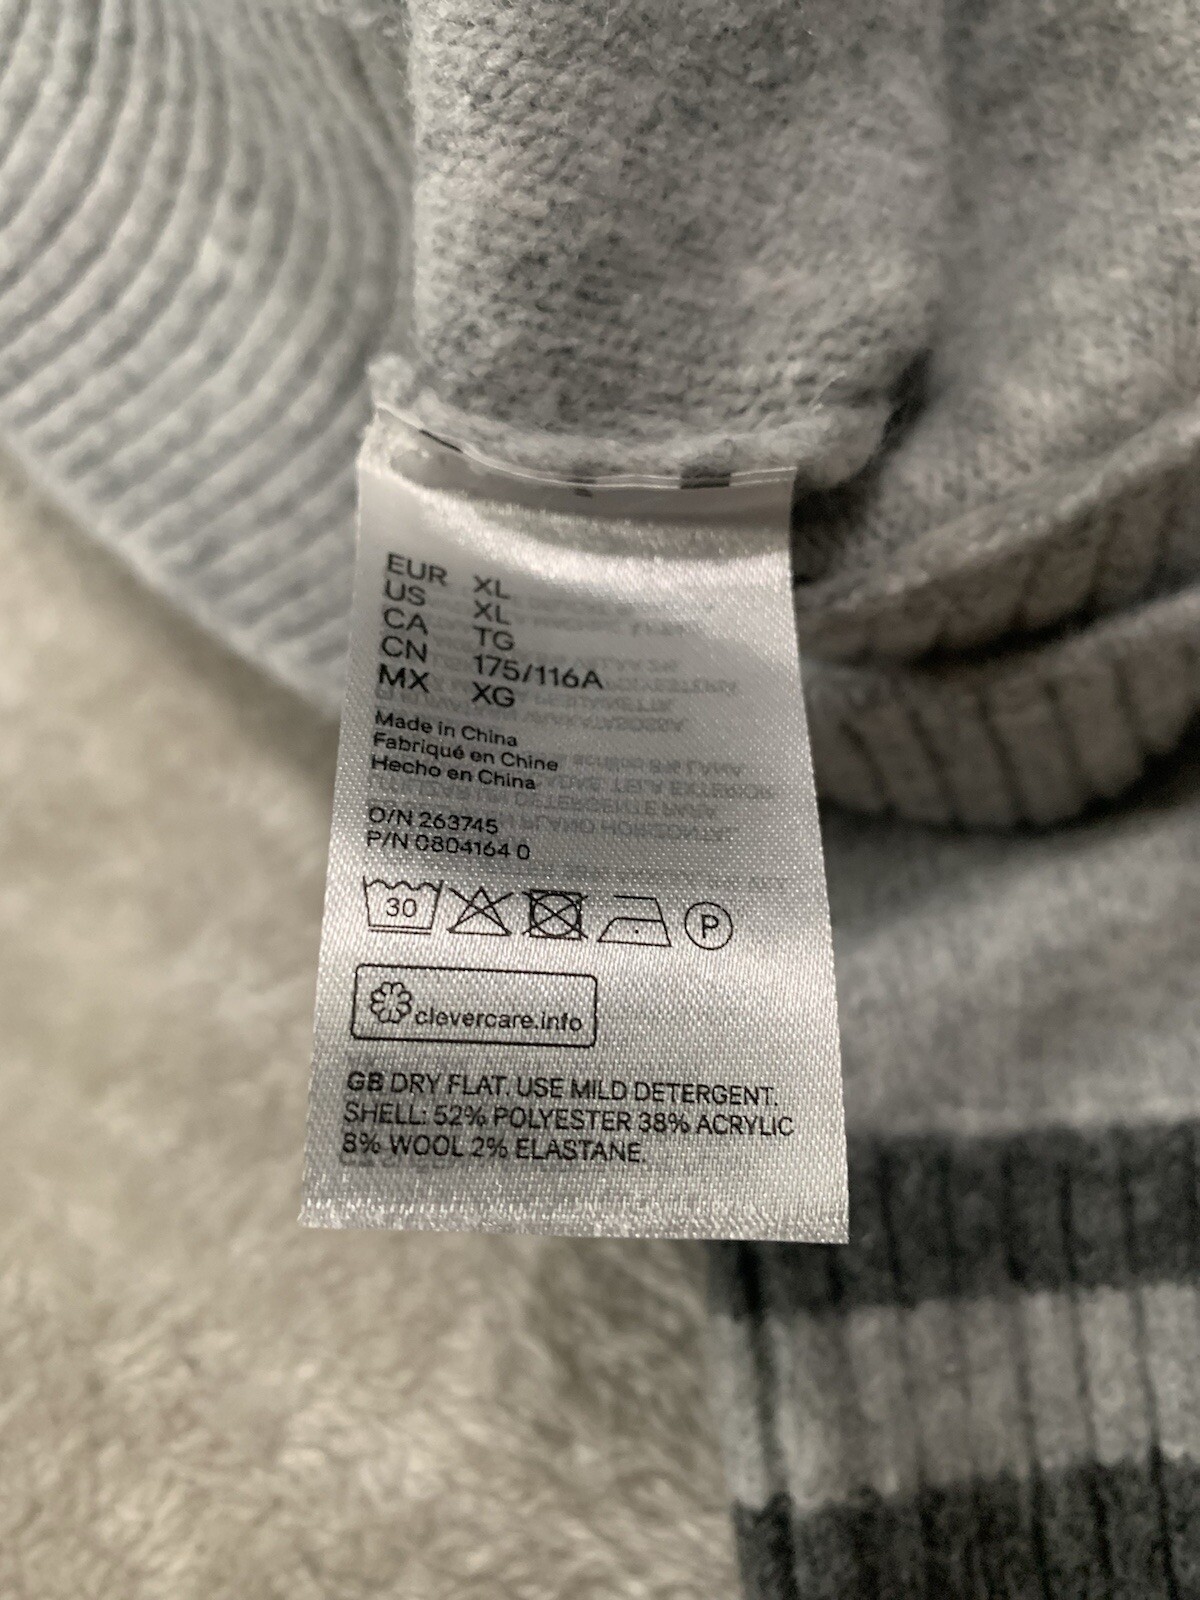 EUR XL
US XL
CA TG
CN 175/116A
MX XG
Made in China
Fabriqué en Chine
Hecho en China
O/N 263745
P/N 0804164 0
30 P
clevercare.info
GB DRY FLAT. USE MILD DETERGENT.
SHELL: 52% POLYESTER 38% ACRYLIC
8% WOOL 2% ELASTANE.